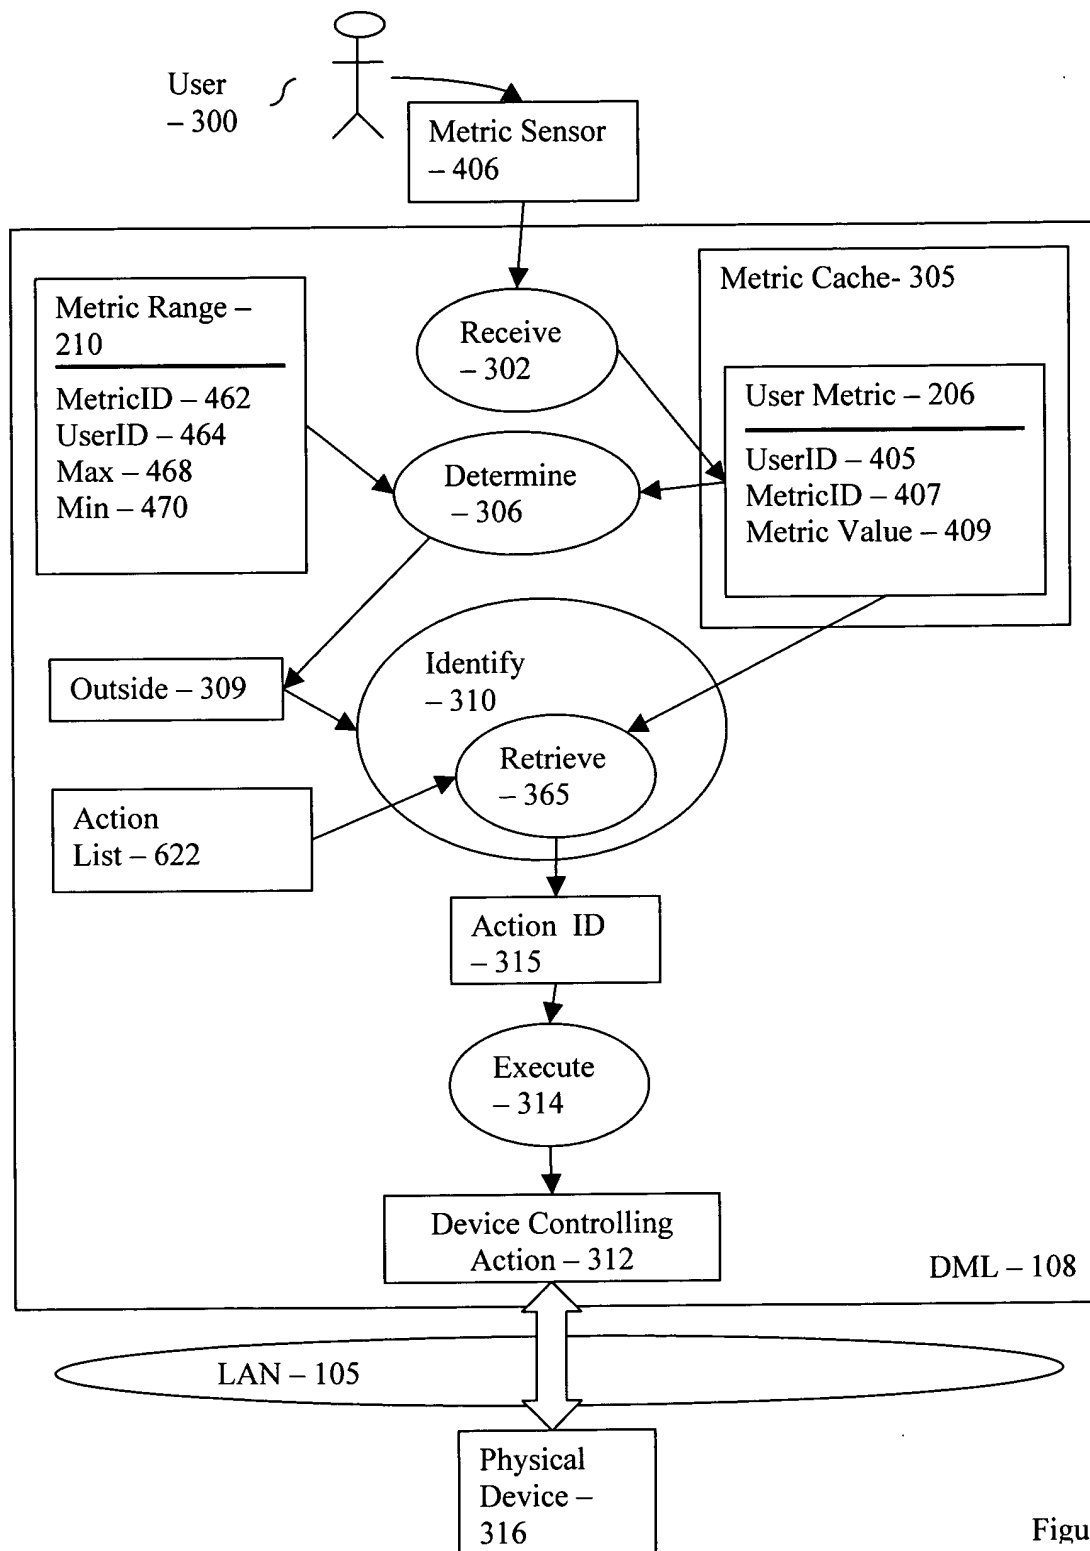 User
– 300
Metric Sensor
– 406
Metric Range –
210
MetricID – 462
UserID – 464
Max – 468
Min – 470
Receive
– 302
Metric Cache- 305
User Metric – 206
UserID – 405
MetricID – 407
Metric Value – 409
Determine
– 306
Outside – 309
Identify
– 310
Retrieve
– 365
Action
List – 622
Action ID
– 315
Execute
– 314
Device Controlling
Action – 312
DML – 108
LAN – 105
Physical
Device –
316